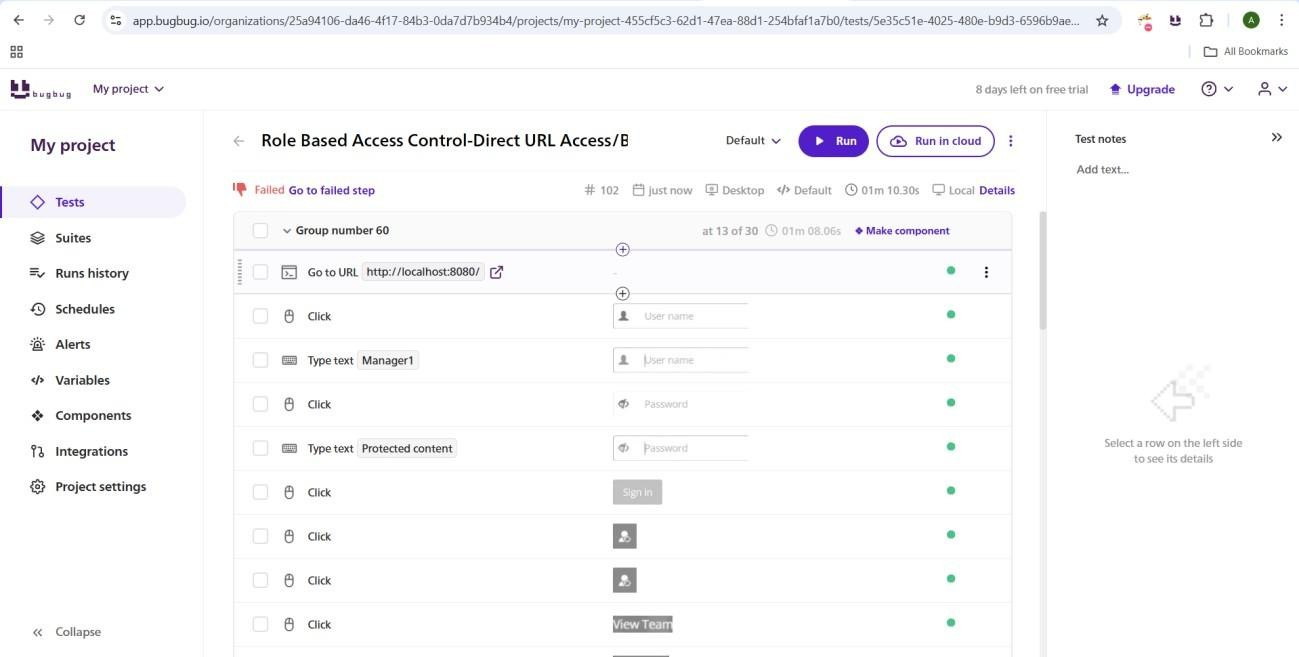 app.bugbug.io/organizations/25a94106-da46-4f17-84b3-0da7d7b934b4/projects/my-project-455cf5c3-62d1-47ea-88d1-254bfaf1a7b0/tests/5e35c51e-4025-480e-b9d3-6596b9ae...
A
All Bookmarks
bugbug
My project
8 days left on free trial
Upgrade
My project
Tests
Suites
Runs history
Schedules
Alerts
Variables
Components
Integrations
Project settings
Collapse
Role Based Access Control-Direct URL Access/B
Default
Run
Run in cloud
Failed Go to failed step
# 102 just now Desktop Default 01m 10.30s Local Details
Group number 60 at 13 of 30 01m 08.06s Make component
Go to URL http://localhost:8080/ -
Click User name
Type text Manager1 User name
Click Password
Type text Protected content Password
Click Sign in
Click
Click
Click View Team
Test notes
Add text...
Select a row on the left side
to see its details